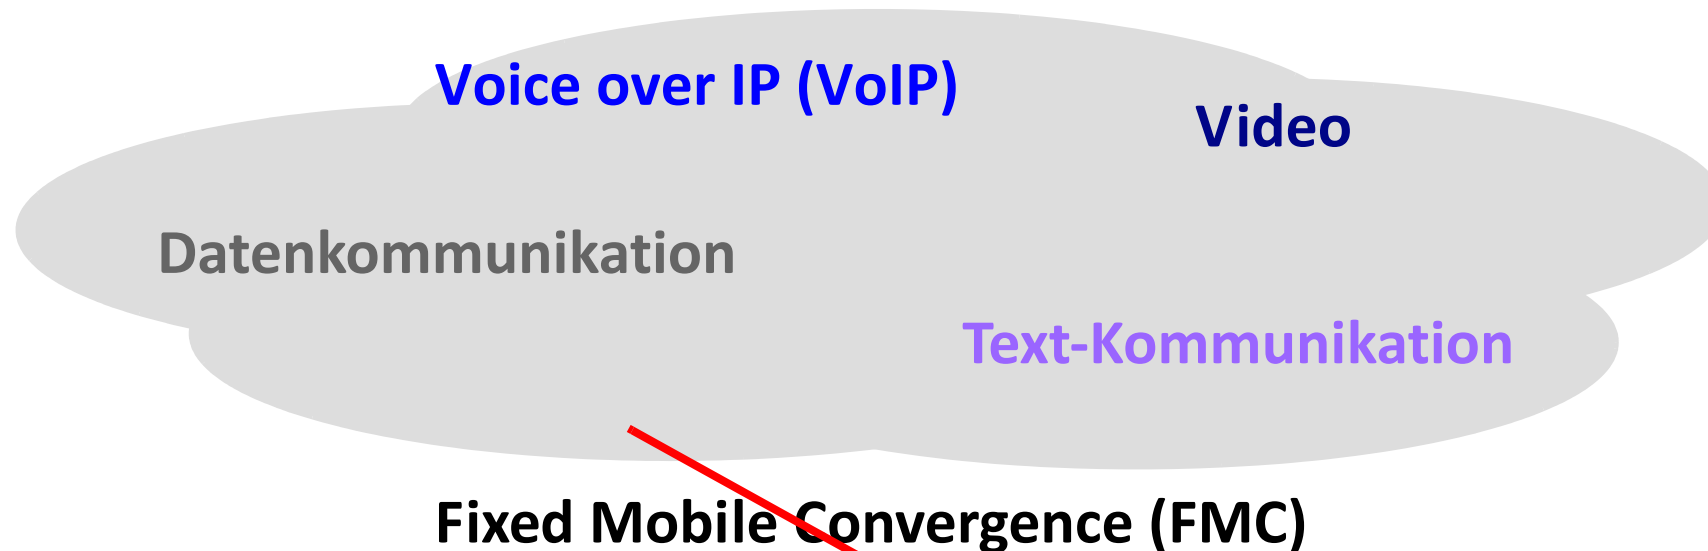 Voice over IP (VoIP)
Video
Datenkommunikation
Text-Kommunikation
Fixed Mobile Convergence (FMC)